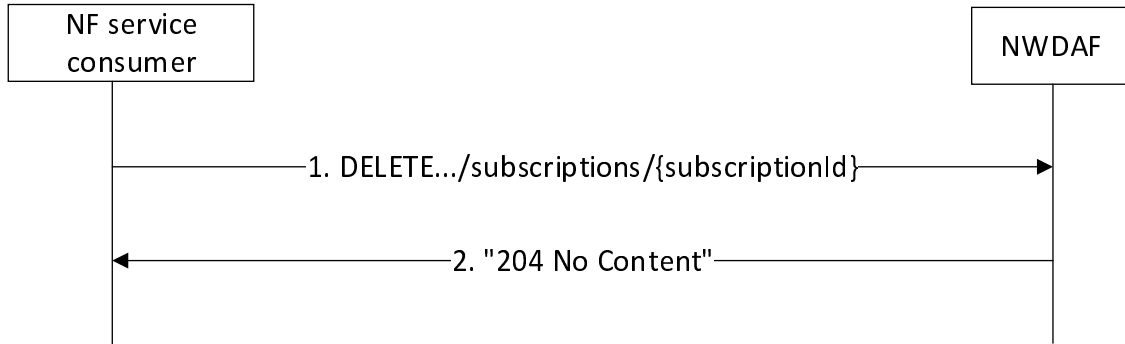 NF service
consumer
NWDAF
1. DELETE.../subscriptions/{subscriptionId}
2. "204 No Content"